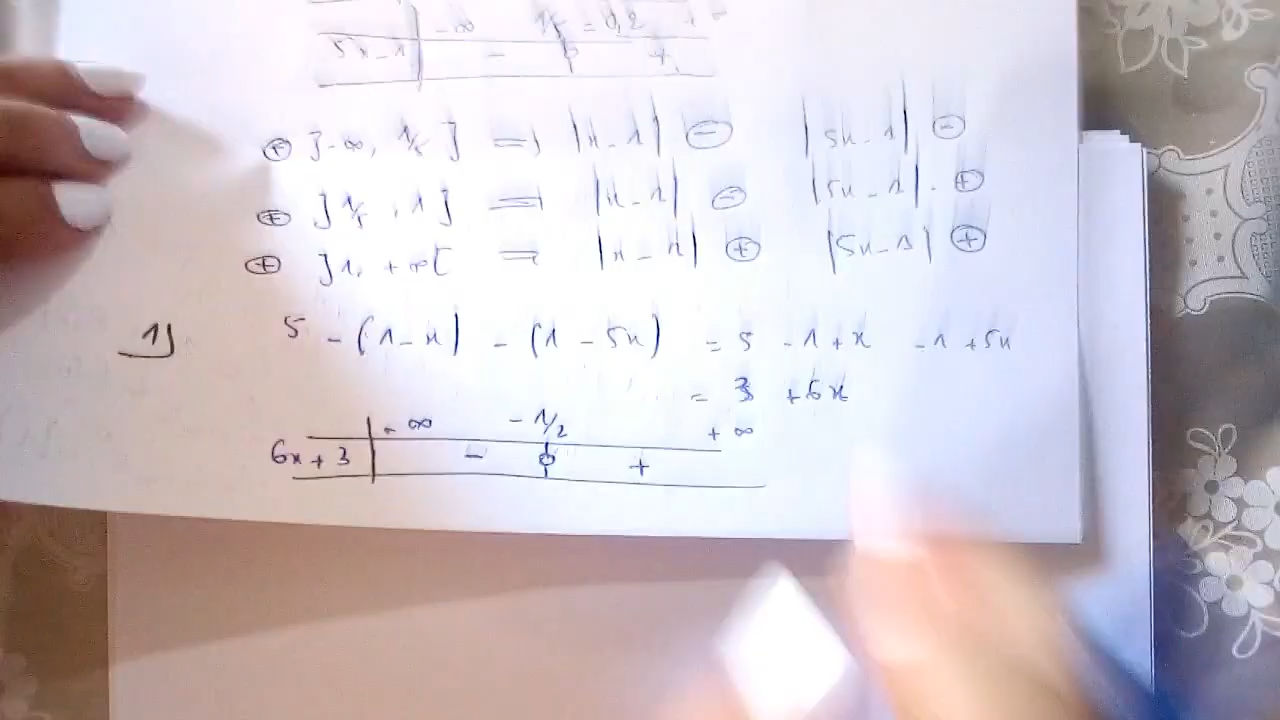 -∞ 1/5 = 0,2 +∞
5x-1 - 0 +
⊕ ]-∞, 1/5 ] ⟹ |x-1| ⊖ |5x-1| ⊖
⊕ ]1/5, 1] ⟹ |x-1| ⊖ |5x-1| ⊕
⊕ ]1, +∞[ ⟹ |x-1| ⊕ |5x-1| ⊕
1) 5 - (1-x) - (1-5x) = 5 -1+x -1+5x
= 3 +6x
-∞ -1/2 +∞
6x+3 - 0 +